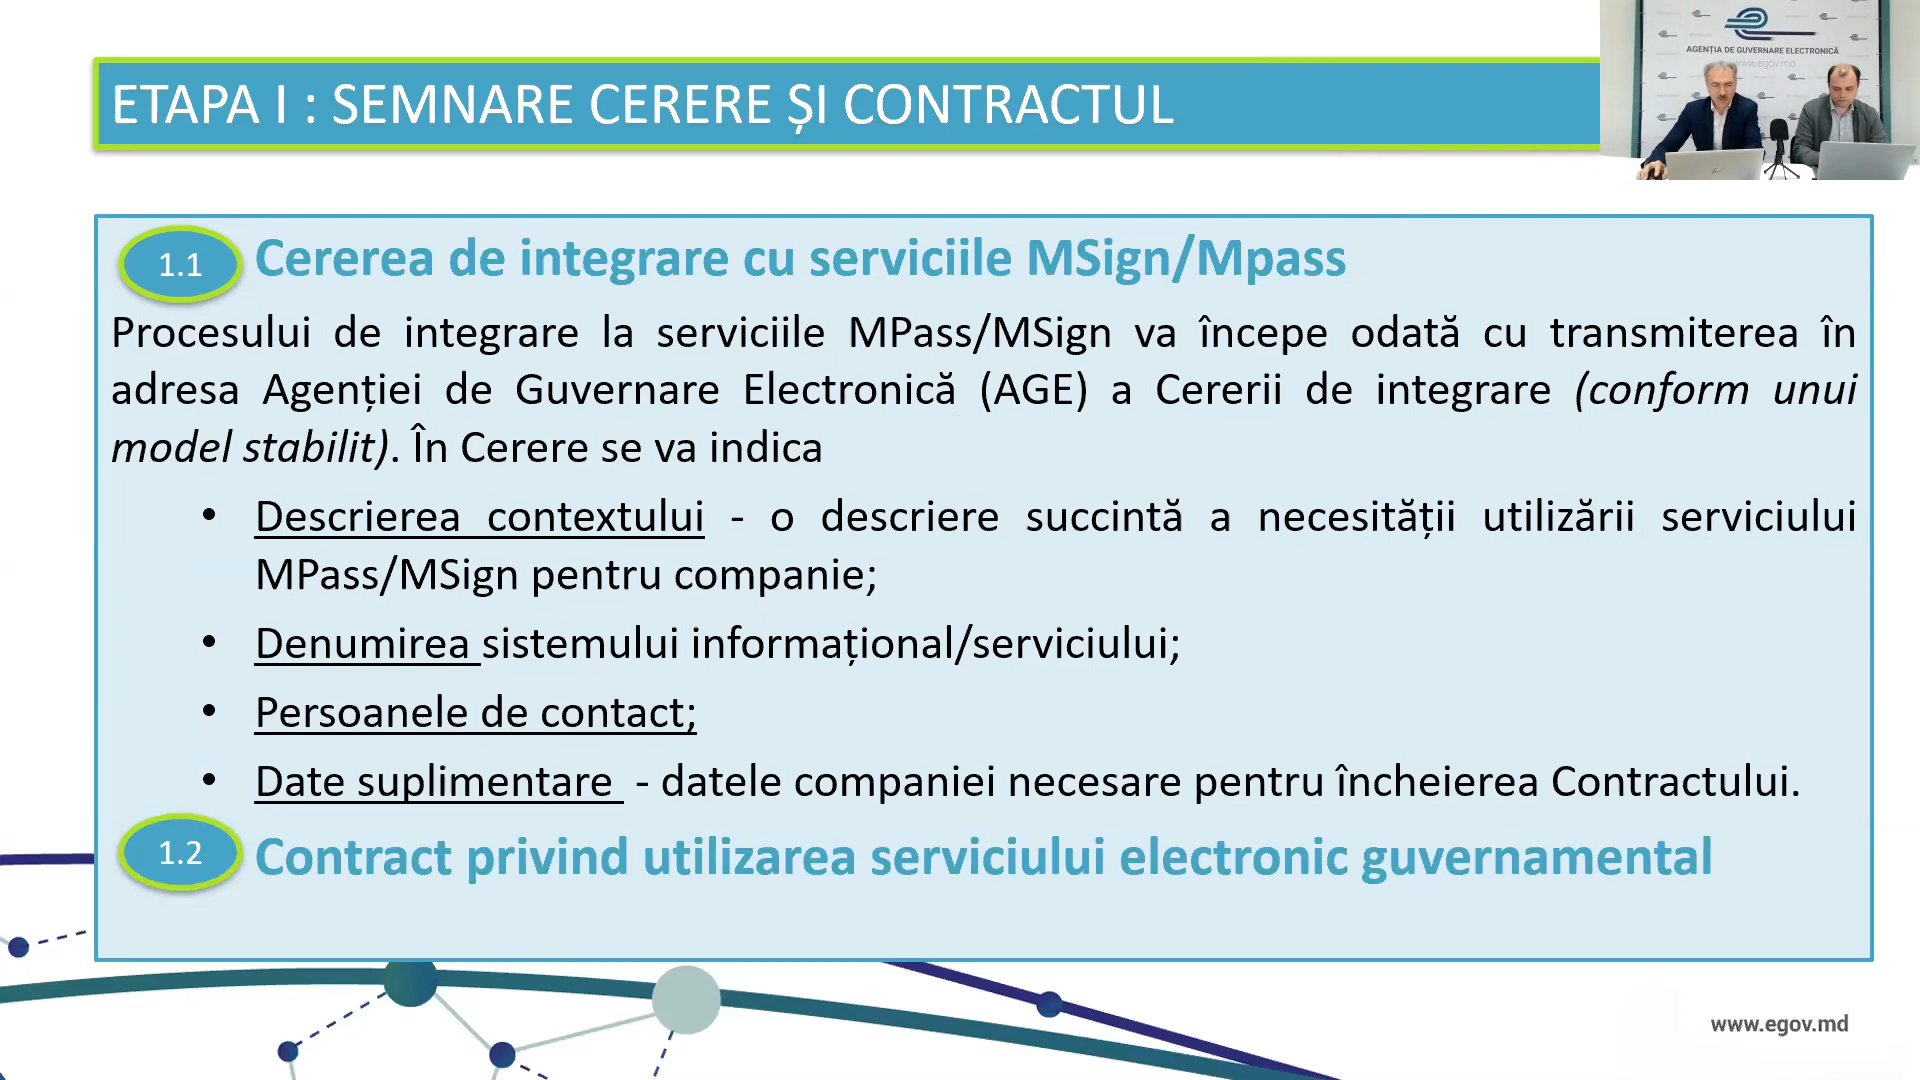 ETAPA I : SEMNARE CERERE ȘI CONTRACTUL
AGENȚIA DE GUVERNARE ELECTRONICĂ
www.egov.md
1.1 Cererea de integrare cu serviciile MSign/Mpass
Procesului de integrare la serviciile MPass/MSign va începe odată cu transmiterea în
adresa Agenției de Guvernare Electronică (AGE) a Cererii de integrare (conform unui
model stabilit). În Cerere se va indica
• Descrierea contextului - o descriere succintă a necesității utilizării serviciului
MPass/MSign pentru companie;
• Denumirea sistemului informațional/serviciului;
• Persoanele de contact;
• Date suplimentare - datele companiei necesare pentru încheierea Contractului.
1.2 Contract privind utilizarea serviciului electronic guvernamental
www.egov.md